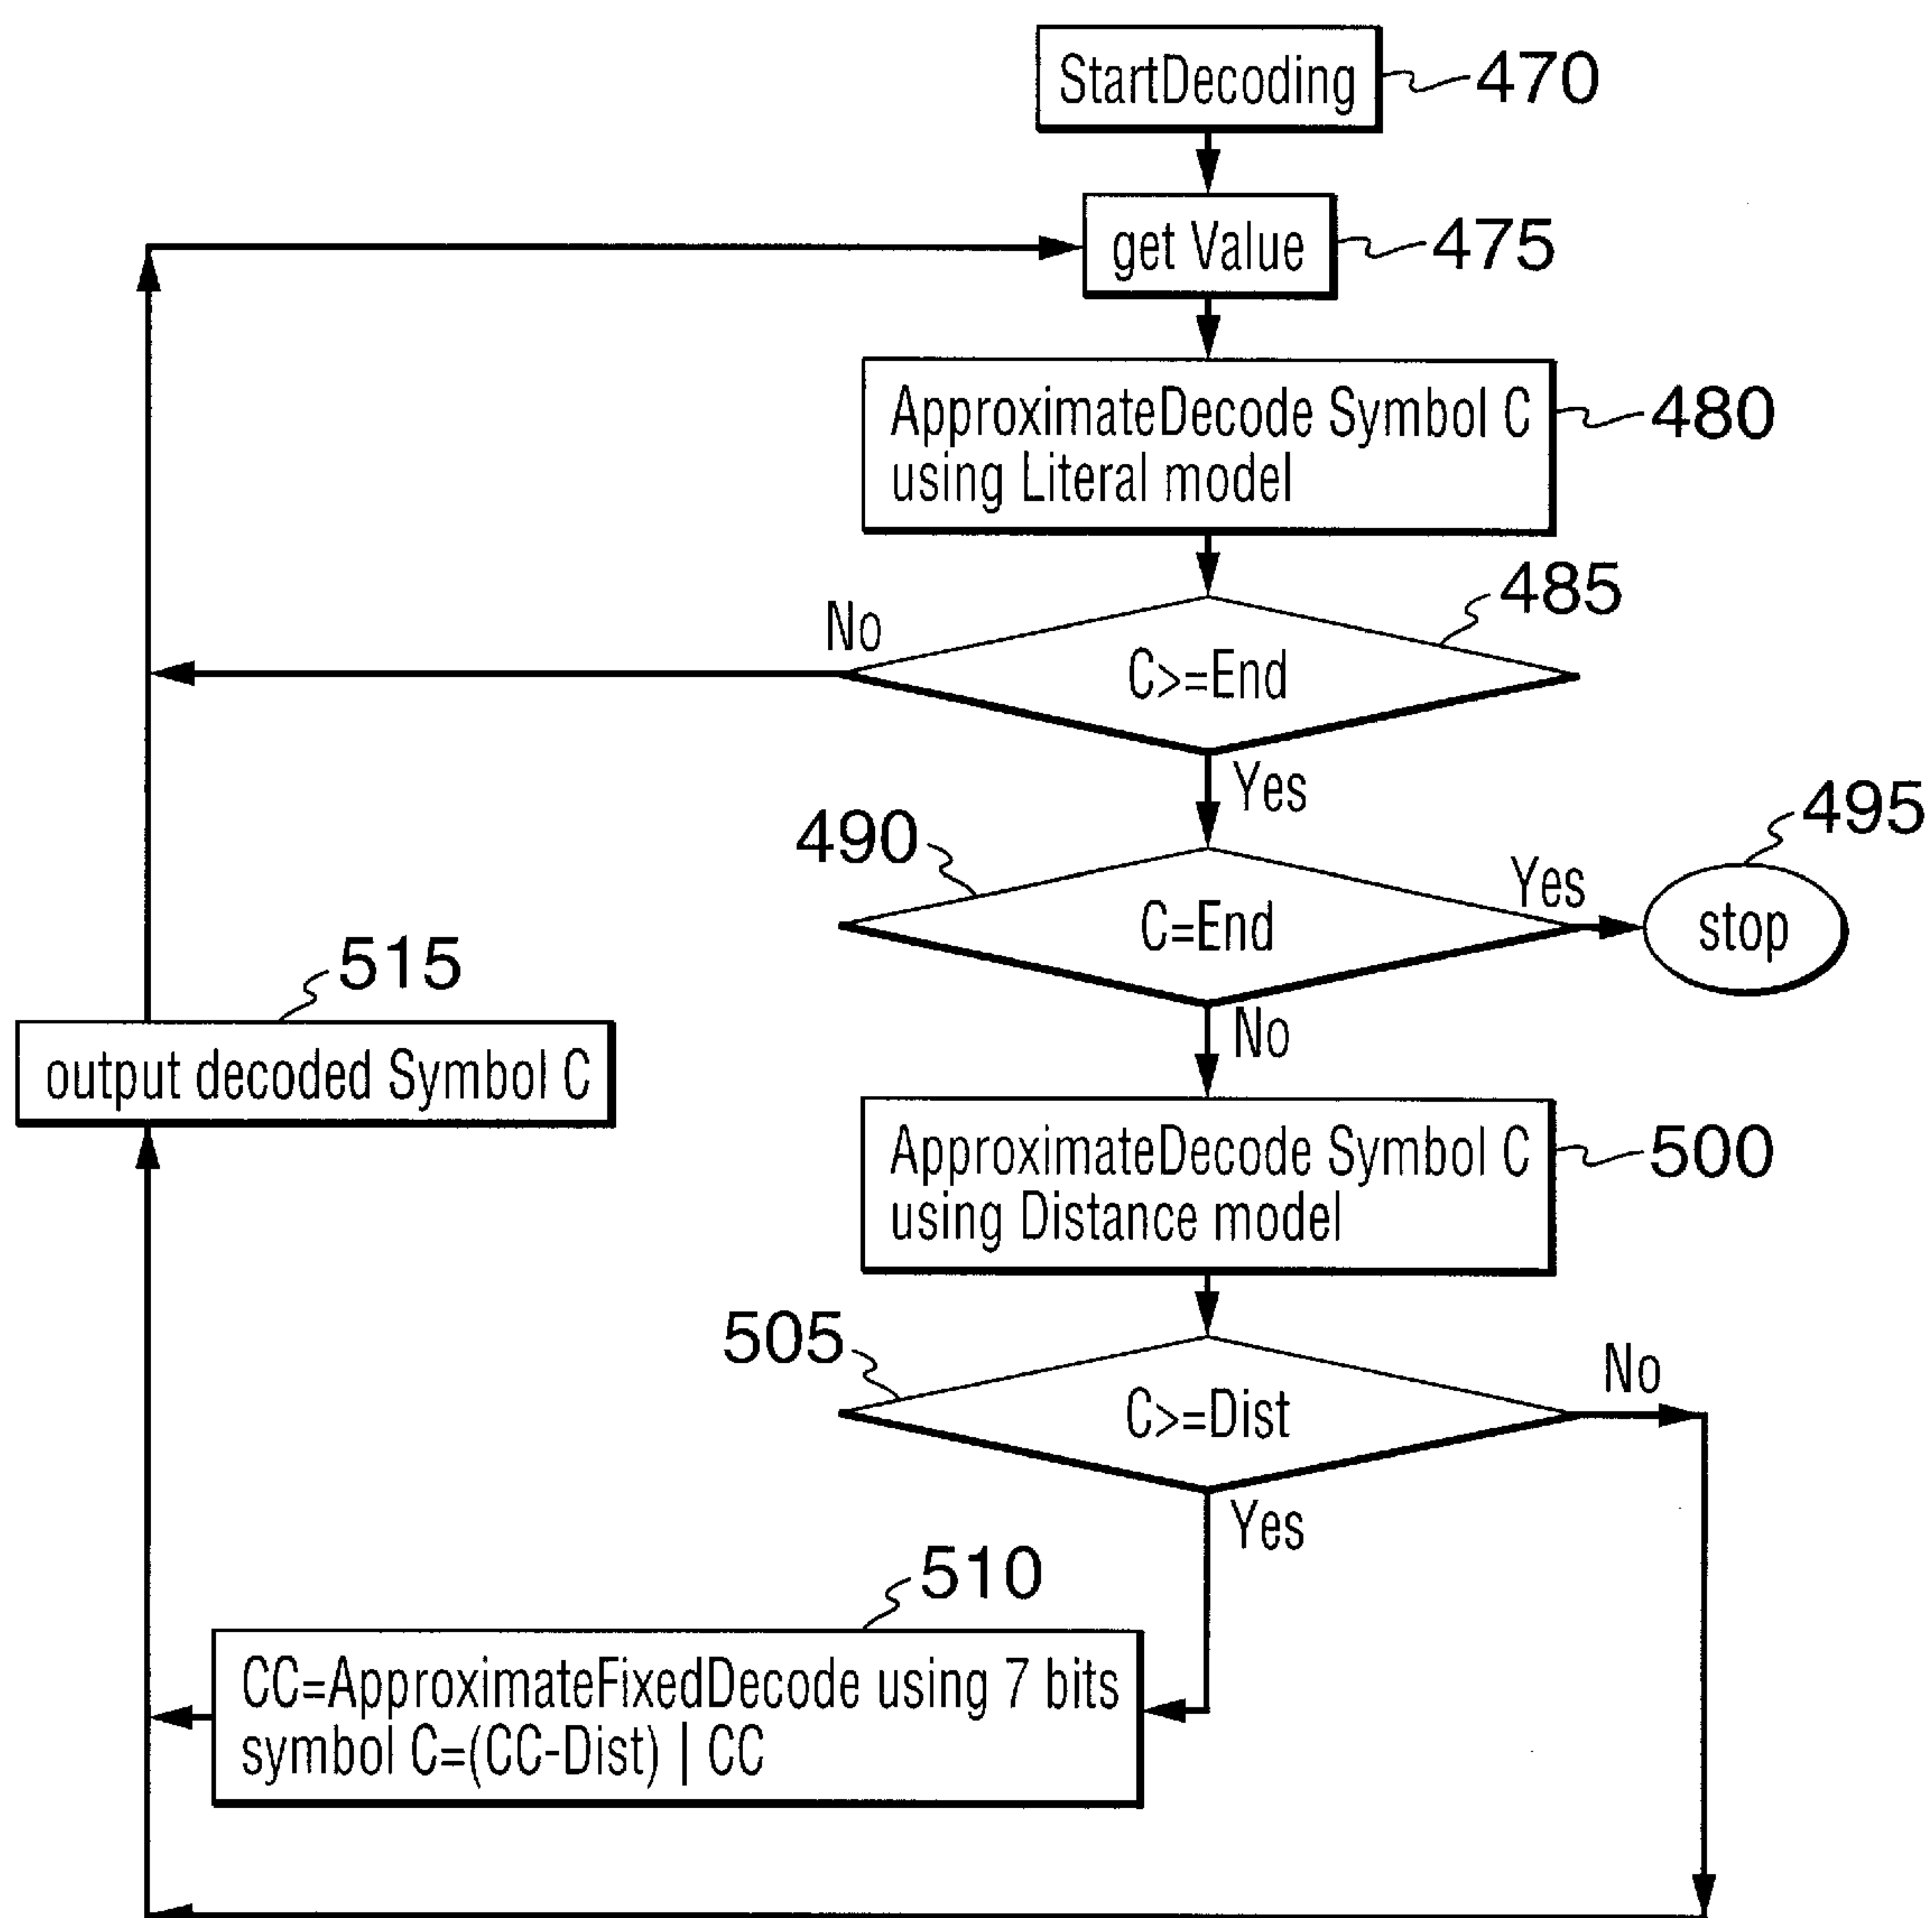 StartDecoding
470
get Value
475
ApproximateDecode Symbol C
using Literal model
480
485
No
C>=End
Yes
490
495
Yes
C=End
stop
No
515
output decoded Symbol C
ApproximateDecode Symbol C
using Distance model
500
505
No
C>=Dist
Yes
510
CC=ApproximateFixedDecode using 7 bits
symbol C=(CC-Dist) | CC